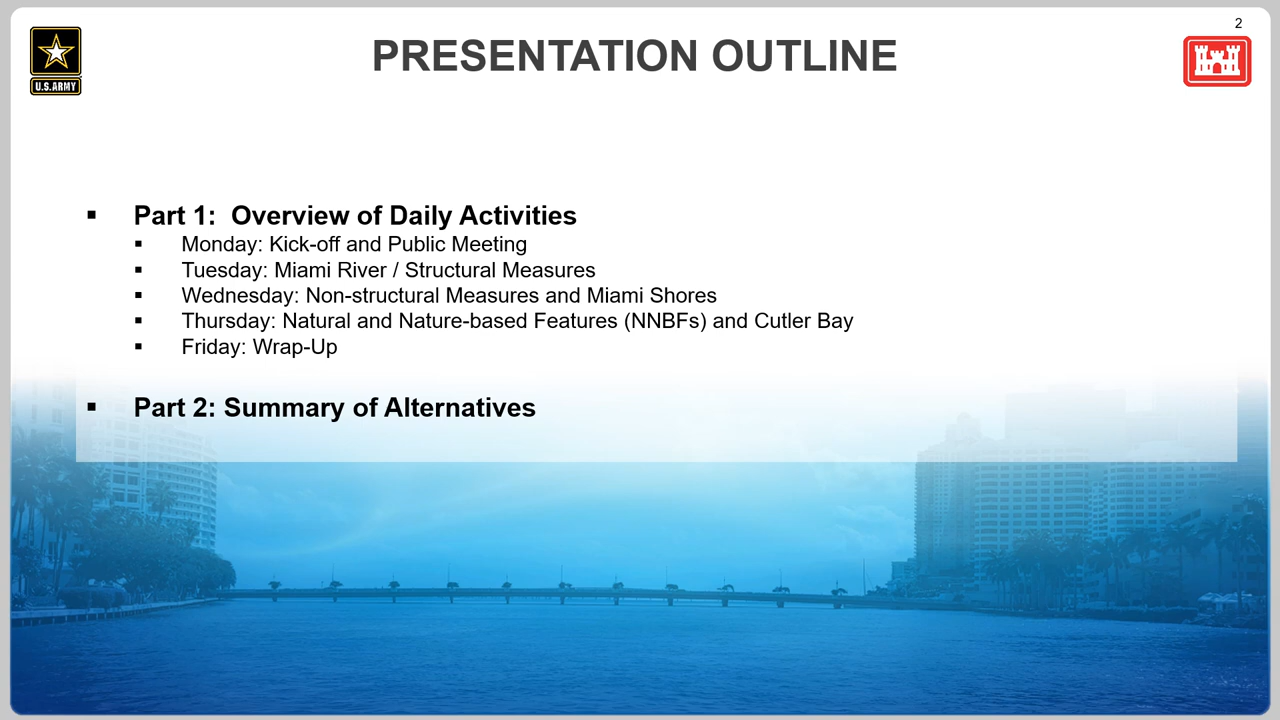 2
PRESENTATION OUTLINE
U.S.ARMY
▪ Part 1:  Overview of Daily Activities
▪ Monday: Kick-off and Public Meeting
▪ Tuesday: Miami River / Structural Measures
▪ Wednesday: Non-structural Measures and Miami Shores
▪ Thursday: Natural and Nature-based Features (NNBFs) and Cutler Bay
▪ Friday: Wrap-Up
▪ Part 2: Summary of Alternatives